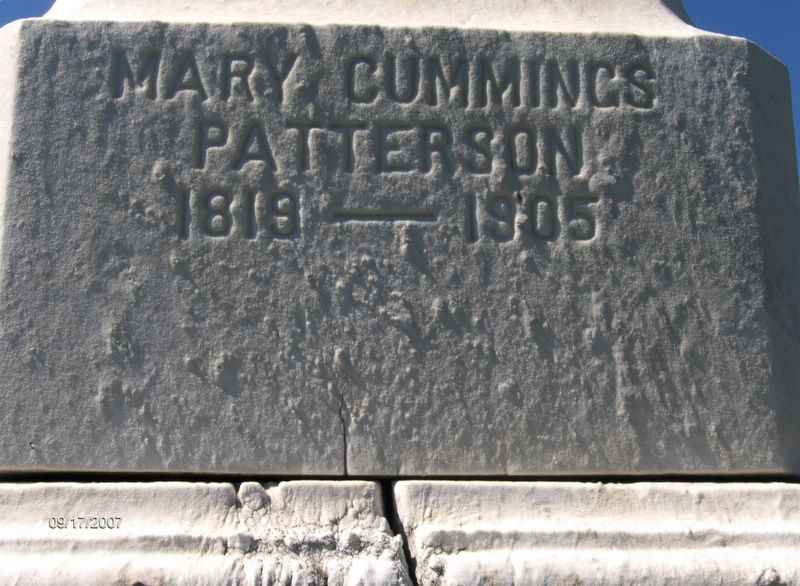 MARY CUMMINGS
PATTERSON
1819 — 1905
09/17/2007